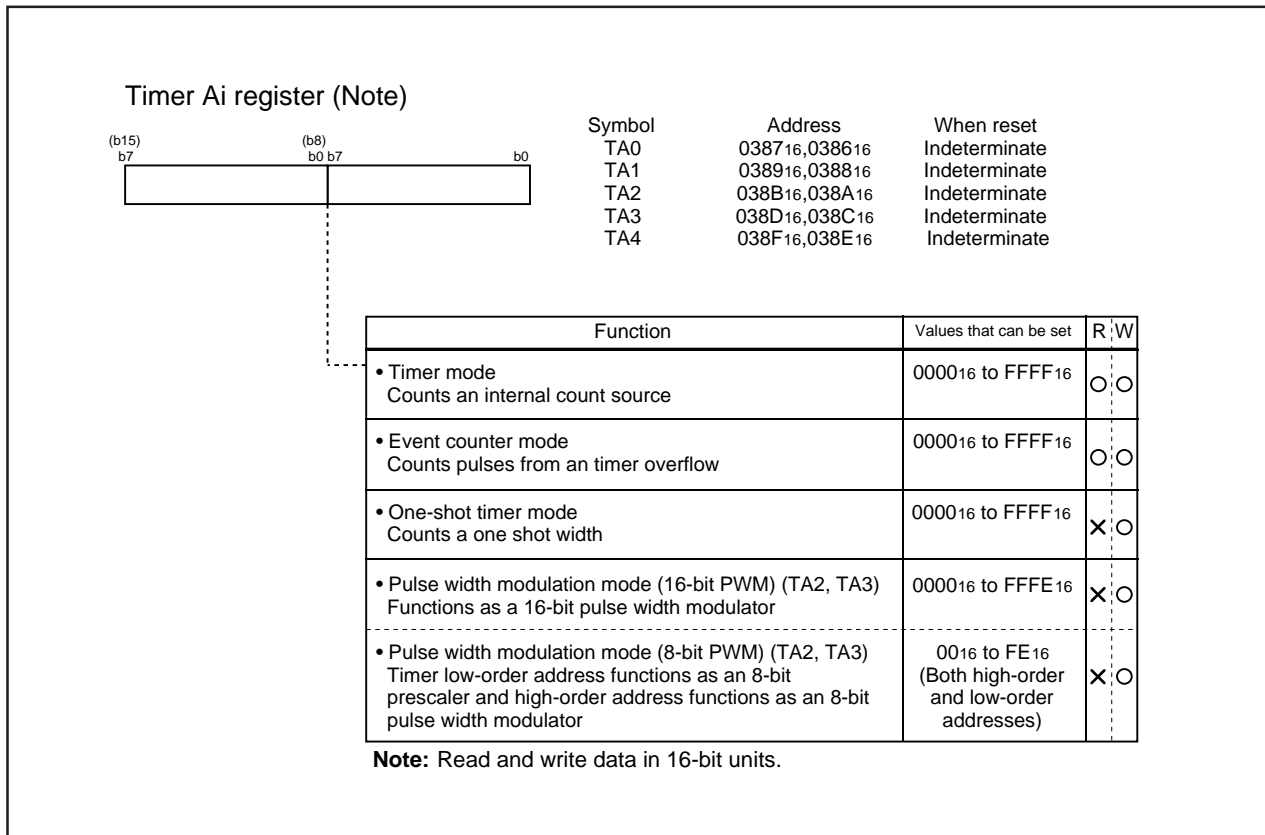 Timer Ai register (Note)
(b15) (b8)
b7 b0 b7 b0
Symbol Address When reset
TA0 038716,038616 Indeterminate
TA1 038916,038816 Indeterminate
TA2 038B16,038A16 Indeterminate
TA3 038D16,038C16 Indeterminate
TA4 038F16,038E16 Indeterminate
Function Values that can be set R W
• Timer mode 000016 to FFFF16
Counts an internal count source
• Event counter mode 000016 to FFFF16
Counts pulses from an timer overflow
• One-shot timer mode 000016 to FFFF16
Counts a one shot width
• Pulse width modulation mode (16-bit PWM) (TA2, TA3) 000016 to FFFE16
Functions as a 16-bit pulse width modulator
• Pulse width modulation mode (8-bit PWM) (TA2, TA3) 0016 to FE16
Timer low-order address functions as an 8-bit (Both high-order
prescaler and high-order address functions as an 8-bit and low-order
pulse width modulator addresses)
Note: Read and write data in 16-bit units.